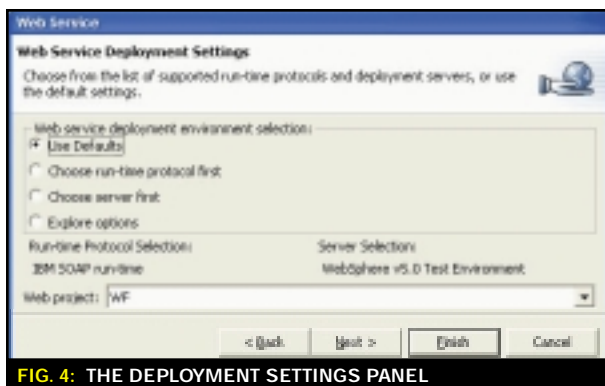 Web Service
Web Service Deployment Settings
Choose from the list of supported run-time protocols and deployment servers, or use
the default settings.
Web service deployment environment selection:
Use Defaults
Choose run-time protocol first
Choose server first
Explore options
Run-time Protocol Selection: Server Selection:
IBM SOAP run-time WebSphere v5.0 Test Environment
Web project: WF
< Back Next > Finish Cancel
FIG. 4: THE DEPLOYMENT SETTINGS PANEL